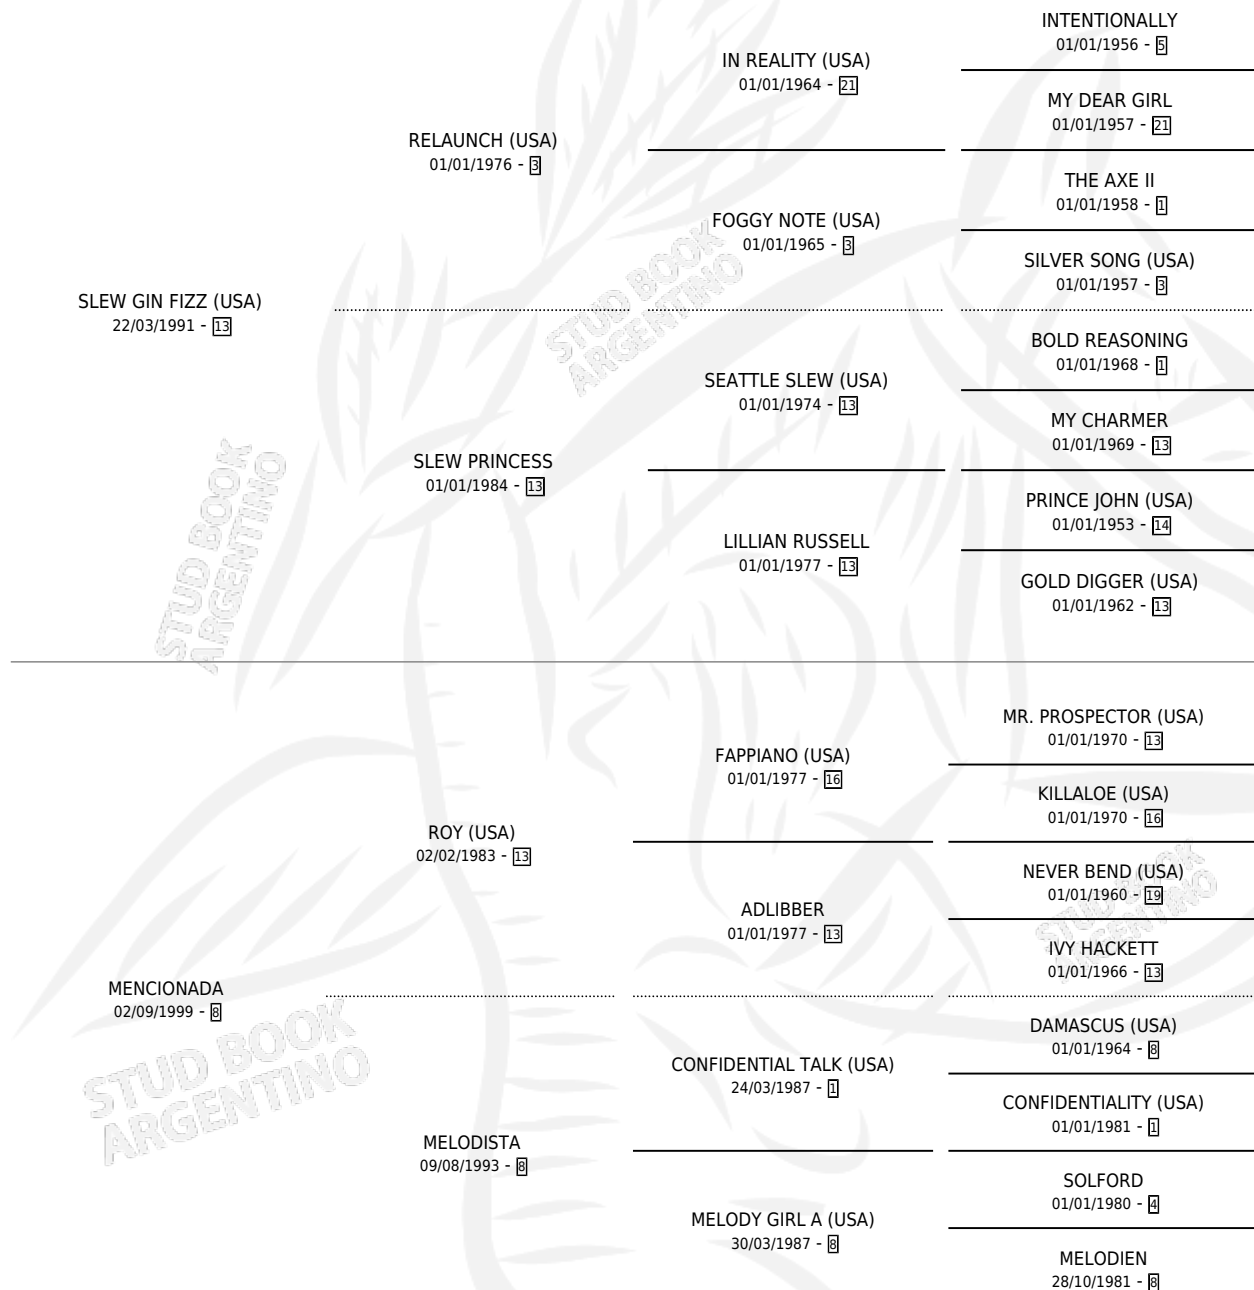 INTENTIONALLY
01/01/1956 - 5
IN REALITY (USA)
01/01/1964 - 21
MY DEAR GIRL
01/01/1957 - 21
RELAUNCH (USA)
01/01/1976 - 3
THE AXE II
01/01/1958 - 1
FOGGY NOTE (USA)
01/01/1965 - 3
SILVER SONG (USA)
01/01/1957 - 3
SLEW GIN FIZZ (USA)
22/03/1991 - 13
BOLD REASONING
01/01/1968 - 1
SEATTLE SLEW (USA)
01/01/1974 - 13
MY CHARMER
01/01/1969 - 13
SLEW PRINCESS
01/01/1984 - 13
PRINCE JOHN (USA)
01/01/1953 - 14
LILLIAN RUSSELL
01/01/1977 - 13
GOLD DIGGER (USA)
01/01/1962 - 13
MR. PROSPECTOR (USA)
01/01/1970 - 13
FAPPIANO (USA)
01/01/1977 - 16
KILLALOE (USA)
01/01/1970 - 16
ROY (USA)
02/02/1983 - 13
NEVER BEND (USA)
01/01/1960 - 19
ADLIBBER
01/01/1977 - 13
IVY HACKETT
01/01/1966 - 13
MENCIONADA
02/09/1999 - 8
DAMASCUS (USA)
01/01/1964 - 8
CONFIDENTIAL TALK (USA)
24/03/1987 - 1
CONFIDENTIALITY (USA)
01/01/1981 - 1
MELODISTA
09/08/1993 - 8
SOLFORD
01/01/1980 - 4
MELODY GIRL A (USA)
30/03/1987 - 8
MELODIEN
28/10/1981 - 8
STUD BOOK
ARGENTINO
STUD BOOK
ARGENTINO
STUD BOOK
ARGENTINO
STUD BOOK
ARGENTINO